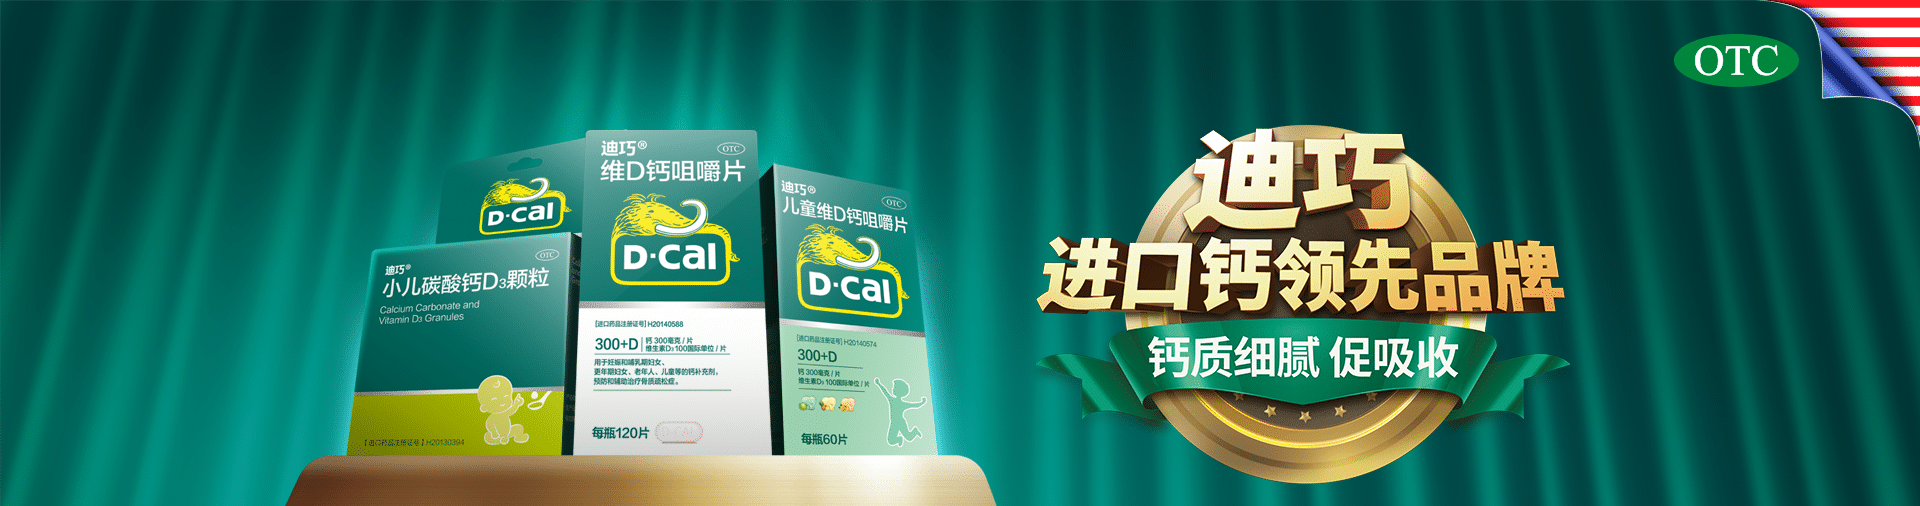 OTC
D·Cal
迪巧®
OTC
小儿碳酸钙D₃颗粒
Calcium Carbonate and
Vitamin D₃ Granules
【进口药品注册证号】H20130394
迪巧®
OTC
维D钙咀嚼片
D·Cal
[进口药品注册证号] H20140588
300+D
钙 300毫克 / 片
维生素D₃ 100国际单位 / 片
用于妊娠和哺乳期妇女、
更年期妇女、老年人、儿童等的钙补充剂,
预防和辅助治疗骨质疏松症。
每瓶120片
迪巧®
OTC
儿童维D钙咀嚼片
D·Cal
[进口药品注册证号] H20140574
300+D
钙 300毫克 / 片
维生素D₃ 100国际单位 / 片
每瓶60片
迪巧
进口钙领先品牌
钙质细腻 促吸收